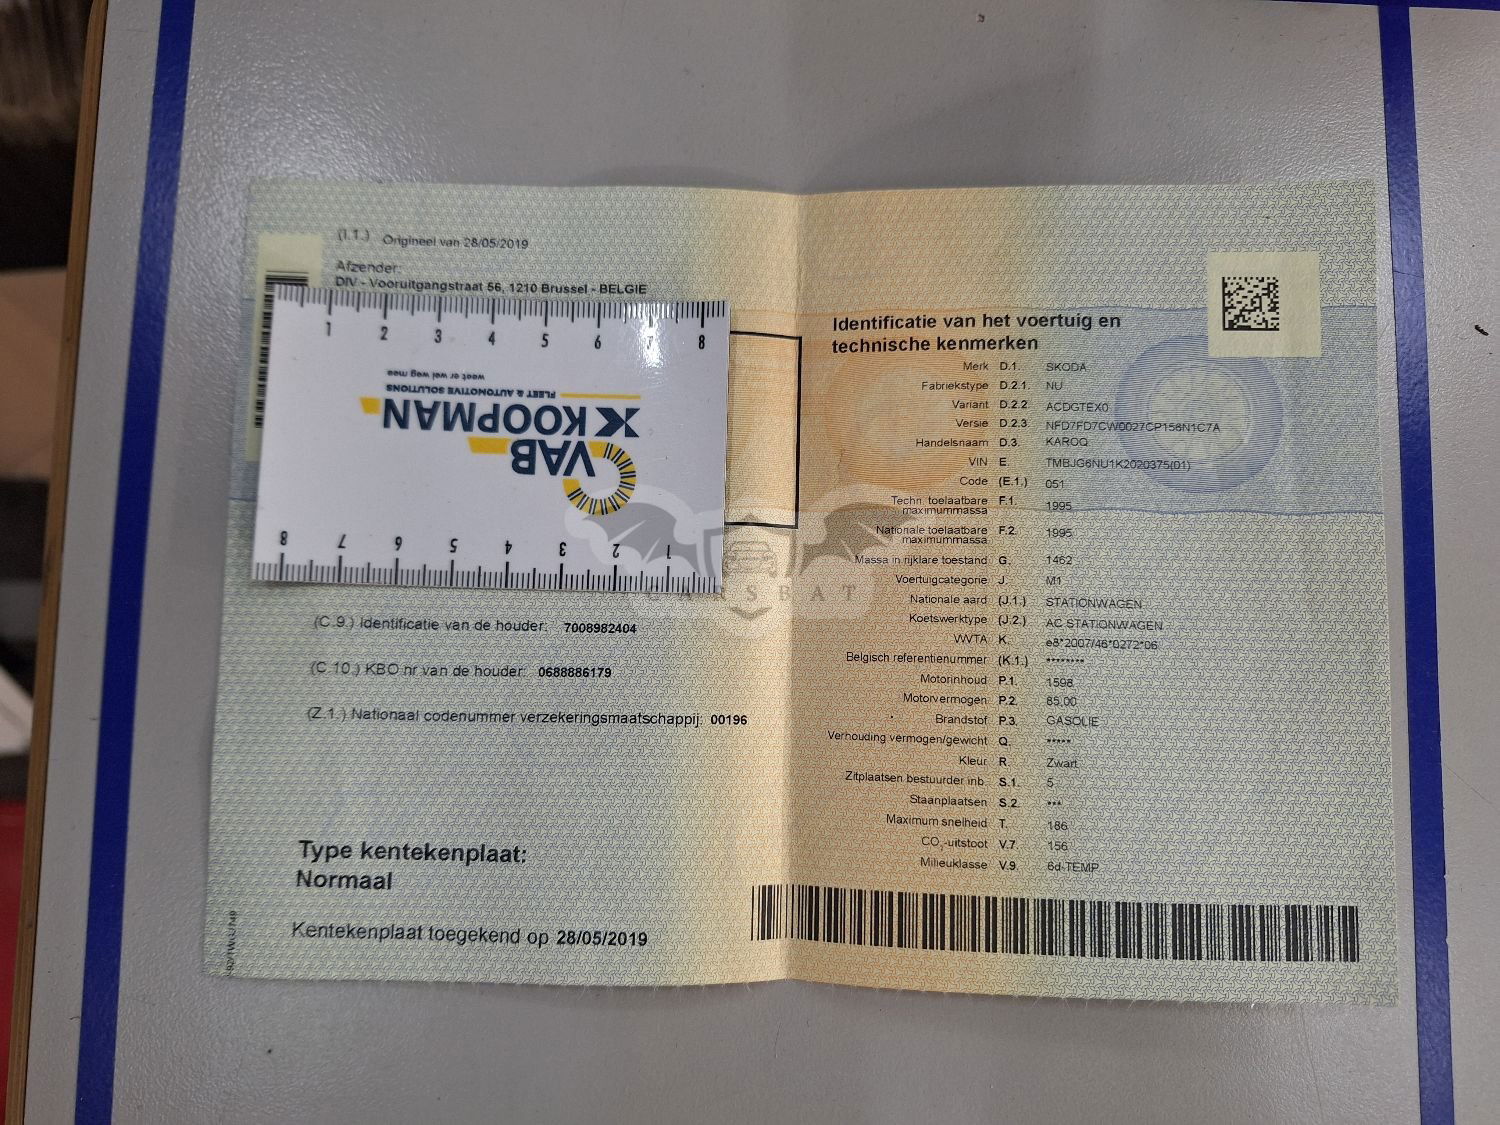 (I.1.) Origineel van 28/05/2019
Afzender:
DIV - Vooruitgangstraat 56, 1210 Brussel - BELGIE
1 2 3 4 5 6 7 8
waar er wel weg mee
FLEET & AUTOMOTIVE SOLUTIONS
KOOPMAN
VAB
8 7 6 5 4 3 2 1
(C.9.) Identificatie van de houder: 7008982404
(C.10.) KBO nr van de houder: 0688886179
(Z.1.) Nationaal codenummer verzekeringsmaatschappij: 00196
Type kentekenplaat:
Normaal
Kentekenplaat toegekend op 28/05/2019
Identificatie van het voertuig en
technische kenmerken
Merk D.1. SKODA
Fabriekstype D.2.1. NU
Variant D.2.2 ACDGTEX0
Versie D.2.3. NFD7FD7CW0027CP156N1C7A
Handelsnaam D.3. KAROQ
VIN E. TMBJG6NU1K2020375(01)
Code (E.1.) 051
Techn. toelaatbare F.1. 1995
maximummassa
Nationale toelaatbare F.2. 1995
maximummassa
Massa in rijklare toestand G. 1462
Voertuigcategorie J. M1
Nationale aard (J.1.) STATIONWAGEN
Koetswerktype (J.2.) AC STATIONWAGEN
WVTA K. e8*2007/46*0272*06
Belgisch referentienummer (K.1.) ********
Motorinhoud P.1. 1598
Motorvermogen P.2. 85,00
Brandstof P.3. GASOLIE
Verhouding vermogen/gewicht Q. *****
Kleur R. Zwart
Zitplaatsen bestuurder inb. S.1. 5
Staanplaatsen S.2. ***
Maximum snelheid T. 186
CO2-uitstoot V.7. 156
Milieuklasse V.9. 6d-TEMP
CARSBAT